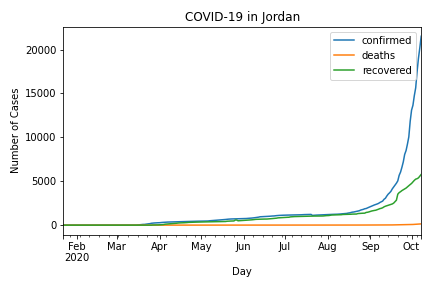 COVID-19 in Jordan
confirmed
deaths
recovered
Number of Cases
20000
15000
10000
5000
0
Feb Mar Apr May Jun Jul Aug Sep Oct
2020
Day